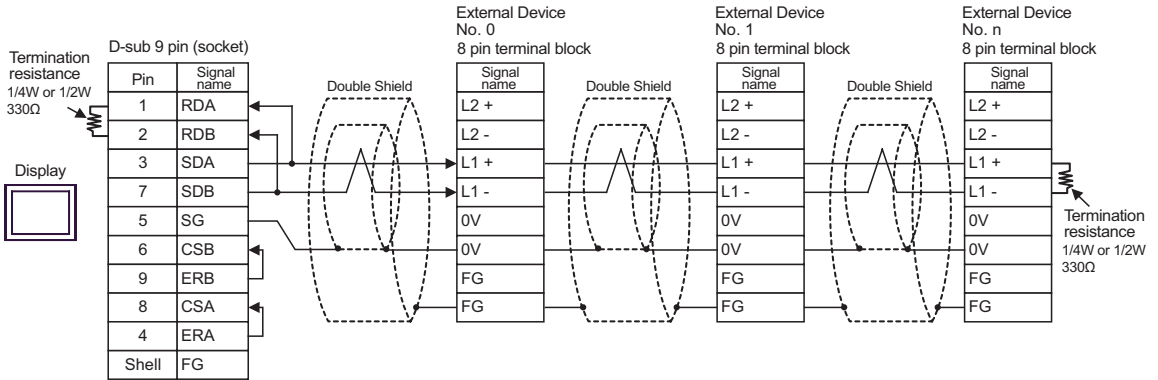 Termination
resistance
1/4W or 1/2W
330Ω
Display
D-sub 9 pin (socket)
Pin Signal name
1 RDA
2 RDB
3 SDA
7 SDB
5 SG
6 CSB
9 ERB
8 CSA
4 ERA
Shell FG
Double Shield
External Device
No. 0
8 pin terminal block
Signal
name
L2 +
L2 -
L1 +
L1 -
0V
0V
FG
FG
Double Shield
External Device
No. 1
8 pin terminal block
Signal
name
L2 +
L2 -
L1 +
L1 -
0V
0V
FG
FG
Double Shield
External Device
No. n
8 pin terminal block
Signal
name
L2 +
L2 -
L1 +
L1 -
0V
0V
FG
FG
Termination
resistance
1/4W or 1/2W
330Ω